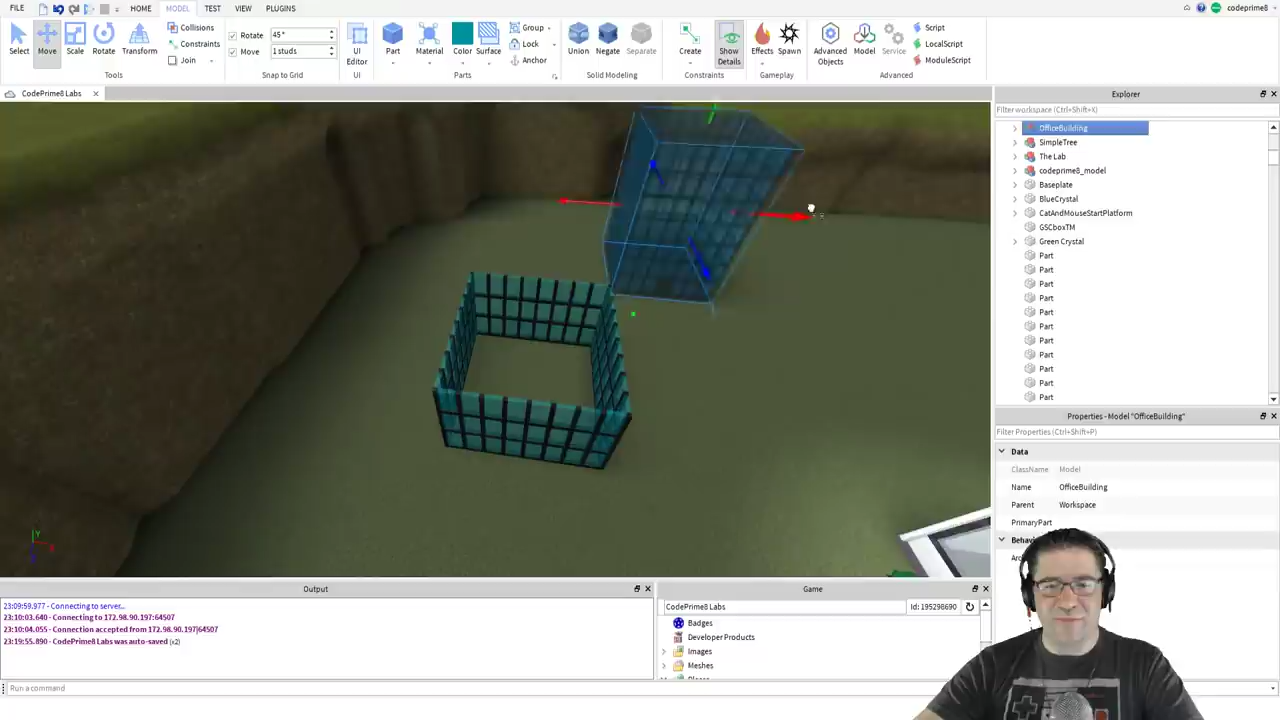 FILE HOME MODEL TEST VIEW PLUGINS codeprime8
Select Move Scale Rotate Transform
Collisions
Constraints
Join
Tools
Rotate 45°
Move 1 studs
Snap to Grid
UI Editor
UI
Part Material Color Surface
Group
Lock
Anchor
Parts
Union Negate Separate
Solid Modeling
Create Show Details
Constraints
Effects Spawn
Gameplay
Advanced Objects Model Service
Script
LocalScript
ModuleScript
Advanced
CodePrime8 Labs
Explorer
Filter workspace (Ctrl+Shift+X)
OfficeBuilding
SimpleTree
The Lab
codeprime8_model
Baseplate
BlueCrystal
CatAndMouseStartPlatform
GSCboxTM
Green Crystal
Part
Part
Part
Part
Part
Part
Part
Part
Part
Part
Part
Properties - Model "OfficeBuilding"
Filter Properties (Ctrl+Shift+P)
Data
ClassName Model
Name OfficeBuilding
Parent Workspace
PrimaryPart
Y
Output
23:09:59.977 - Connecting to server...
23:10:03.640 - Connecting to 172.98.90.197:64507
23:10:04.055 - Connection accepted from 172.98.90.197|64507
23:19:55.890 - CodePrime8 Labs was auto-saved (x2)
Game
CodePrime8 Labs Id: 195298690
Badges
Developer Products
Images
Meshes
Run a command